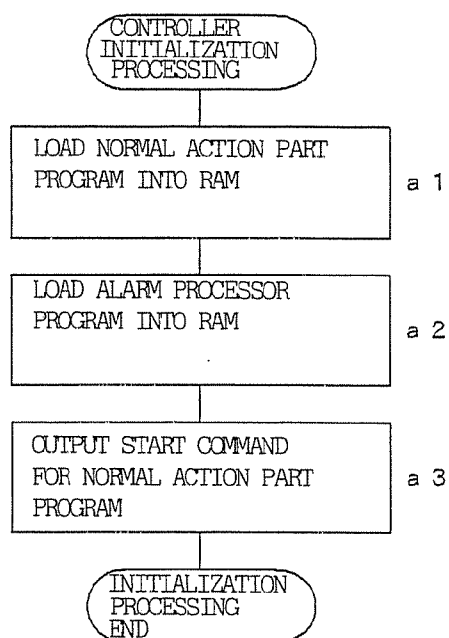 CONTROLLER
INITIALIZATION
PROCESSING
LOAD NORMAL ACTION PART
PROGRAM INTO RAM
a 1
LOAD ALARM PROCESSOR
PROGRAM INTO RAM
a 2
OUTPUT START COMMAND
FOR NORMAL ACTION PART
PROGRAM
a 3
INITIALIZATION
PROCESSING
END